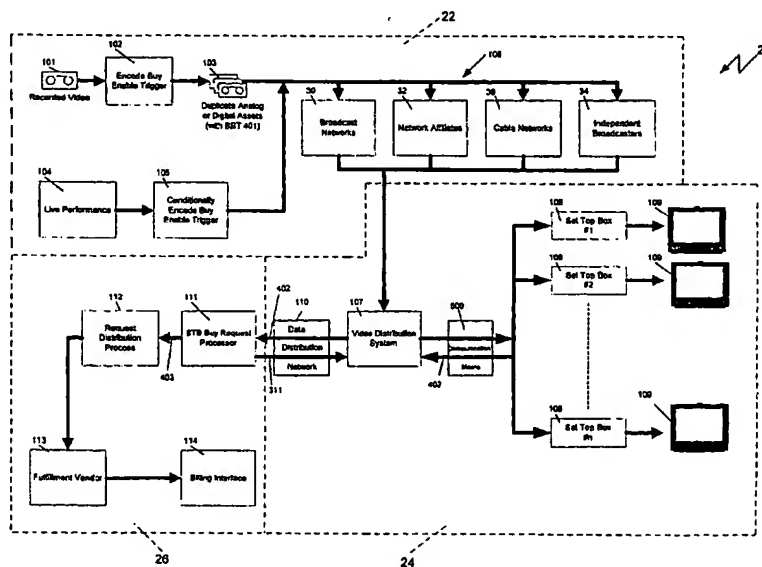 22
2
101
Recorded Video
102
Encode Buy
Enable Trigger
103
Duplicate Analog
or Digital Assets
(with BBT 401)
30
Broadcast
Networks
32
Network Affiliates
Cable Networks
34
Independent
Broadcasters
104
Live Performance
105
Conditionally
Encode Buy
Enable Trigger
108
Set Top Box
#1
109
108
Set Top Box
#2
109
112
Request
Distribution
Process
111
STB Buy Request
Processor
402
110
Data
Distribution
Network
107
Video Distribution
System
403
311
402
108
Set Top Box
#n
109
113
Fulfillment Vendor
114
Billing Interface
26
24